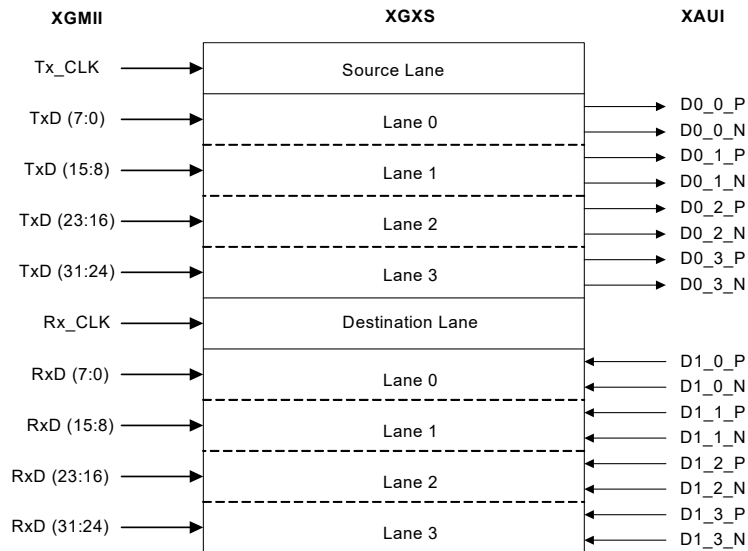 XGMII XGXS XAUI
Tx_CLK Source Lane
D0_0_P
TxD (7:0) Lane 0
D0_0_N
D0_1_P
TxD (15:8) Lane 1
D0_1_N
D0_2_P
TxD (23:16) Lane 2
D0_2_N
D0_3_P
TxD (31:24) Lane 3
D0_3_N
Rx_CLK Destination Lane
D1_0_P
RxD (7:0) Lane 0
D1_0_N
D1_1_P
RxD (15:8) Lane 1
D1_1_N
D1_2_P
RxD (23:16) Lane 2
D1_2_N
D1_3_P
RxD (31:24) Lane 3
D1_3_N